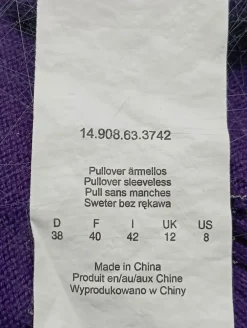 14.908.63.3742
Pullover ärmellos
Pullover sleeveless
Pull sans manches
Sweter bez rękawa
D F I UK US
38 40 42 12 8
Made in China
Produit en/au/aux Chine
Wyprodukowano w Chiny